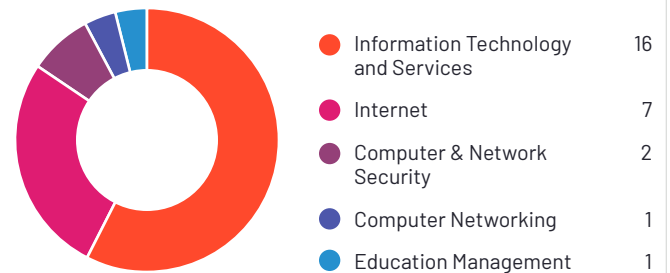 Information Technology 16
and Services
Internet 7
Computer & Network 2
Security
Computer Networking 1
Education Management 1